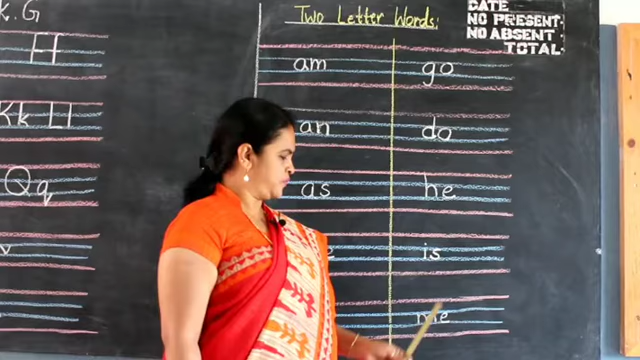 k.G
Two Letter Words:
DATE
NO PRESENT.
NO ABSENT.
TOTAL.
H
am go
Kk Ll
an do
Qq
as he
is
me